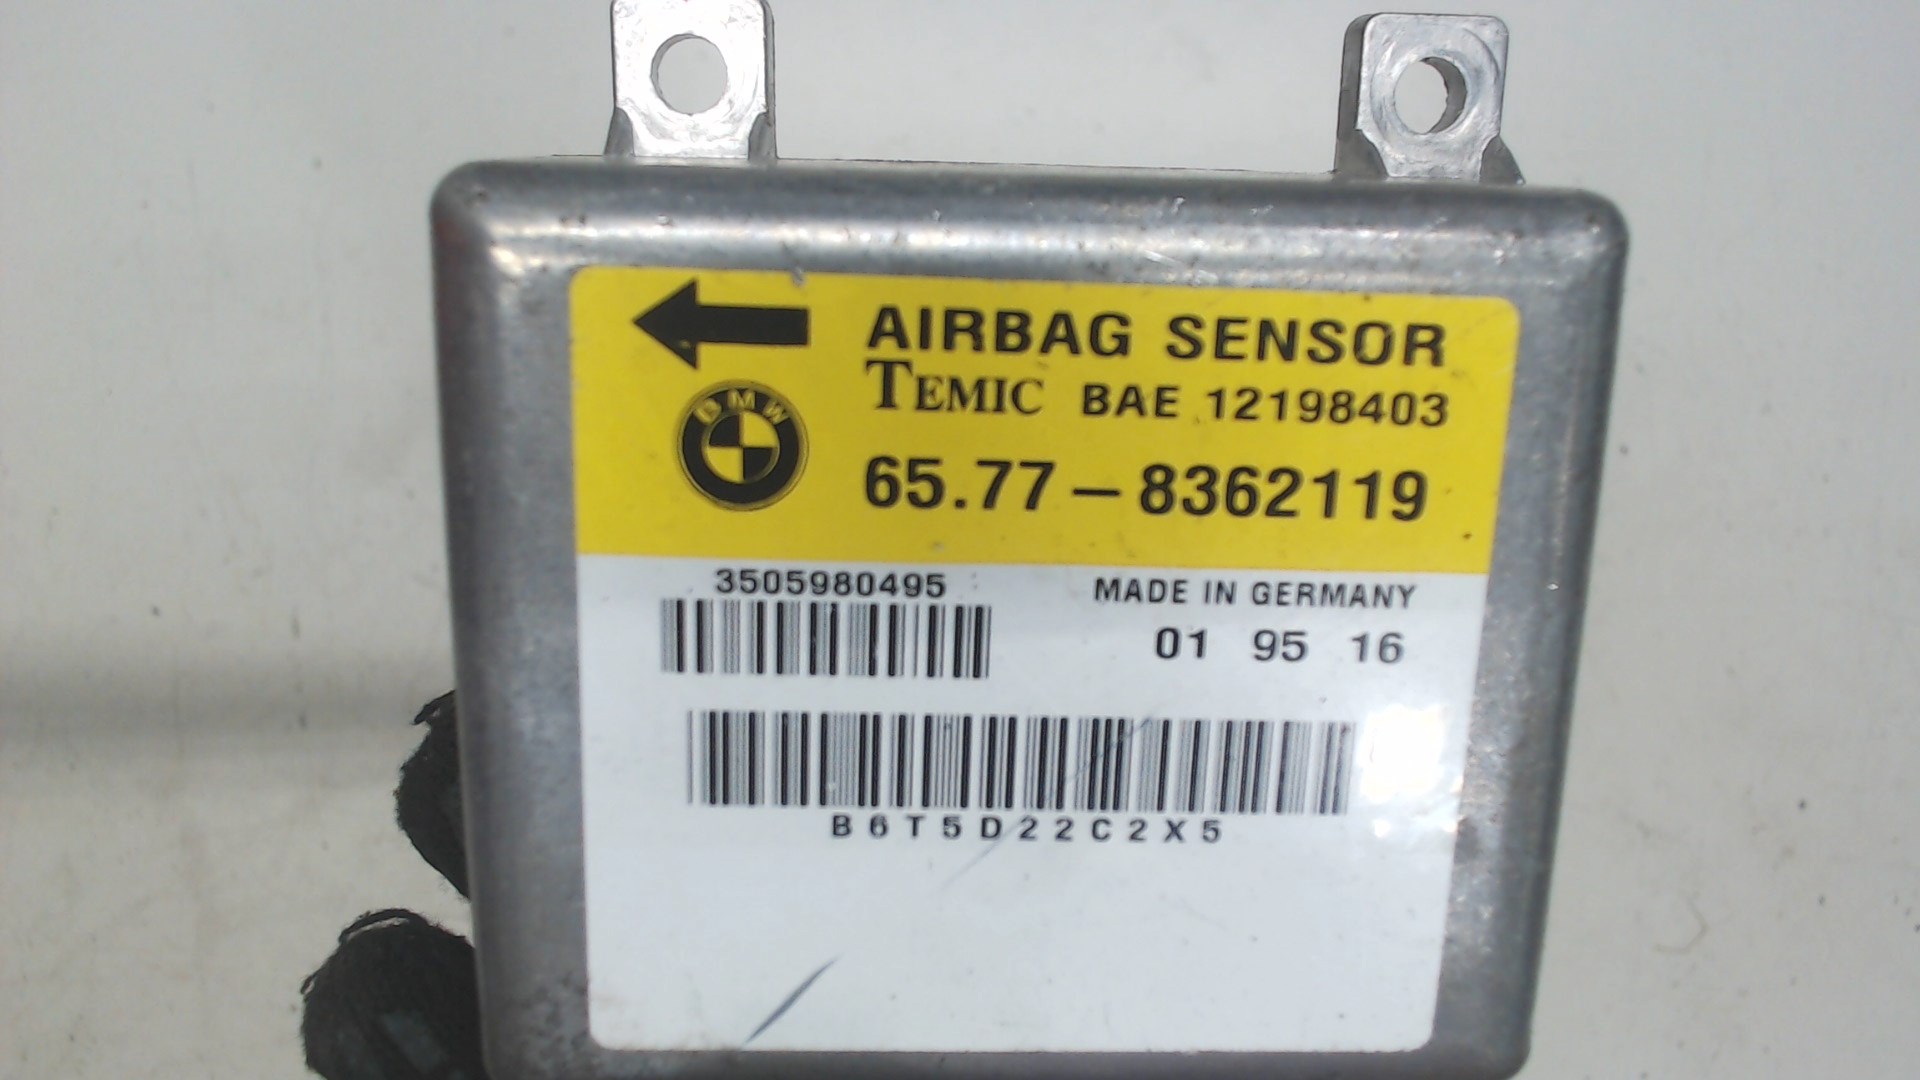 AIRBAG SENSOR
TEMIC BAE 12198403
BMW
65.77-8362119
3505980495 MADE IN GERMANY
01 95 16
B6T5D22C2X5